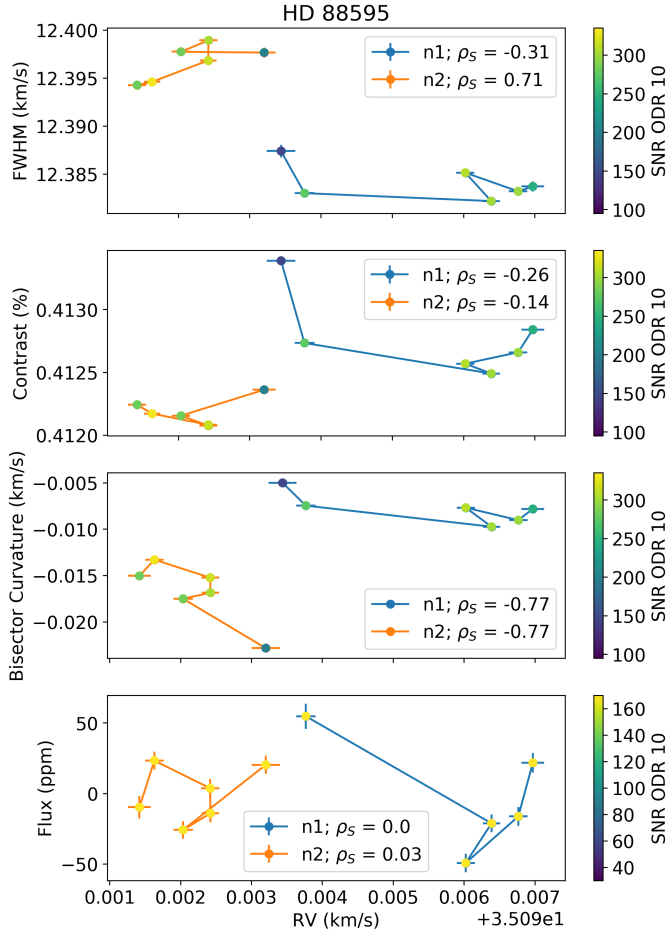 HD 88595
FWHM (km/s)
12.400
12.395
12.390
12.385
n1; ρS = -0.31
n2; ρS = 0.71
300
250
200
150
100
SNR ODR 10
Contrast (%)
0.4130
0.4125
0.4120
n1; ρS = -0.26
n2; ρS = -0.14
300
250
200
150
100
SNR ODR 10
Bisector Curvature (km/s)
−0.005
−0.010
−0.015
−0.020
n1; ρS = -0.77
n2; ρS = -0.77
300
250
200
150
100
SNR ODR 10
Flux (ppm)
50
0
−50
n1; ρS = 0.0
n2; ρS = 0.03
160
140
120
100
80
60
40
SNR ODR 10
0.001 0.002 0.003 0.004 0.005 0.006 0.007
RV (km/s)
+3.509e1